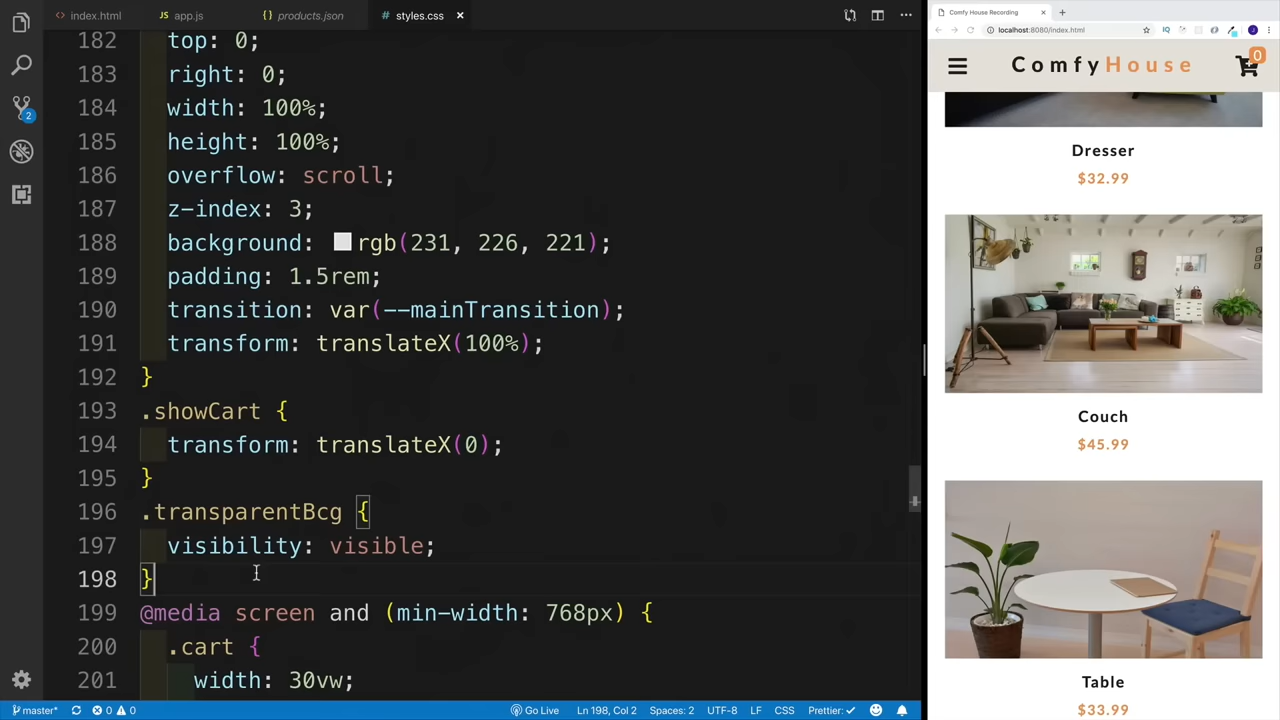 index.html
app.js
products.json
styles.css
182 top: 0;
183 right: 0;
184 width: 100%;
185 height: 100%;
186 overflow: scroll;
187 z-index: 3;
188 background: rgb(231, 226, 221);
189 padding: 1.5rem;
190 transition: var(--mainTransition);
191 transform: translateX(100%);
192 }
193 .showCart {
194 transform: translateX(0);
195 }
196 .transparentBcg {
197 visibility: visible;
198 }
199 @media screen and (min-width: 768px) {
200 .cart {
201 width: 30vw;
2
master*
0 0
Go Live
Ln 198, Col 2
Spaces: 2
UTF-8
LF
CSS
Prettier: ✓
Comfy House Recording
localhost:8080/index.html
ComfyHouse
0
Dresser
$32.99
Couch
$45.99
Table
$33.99